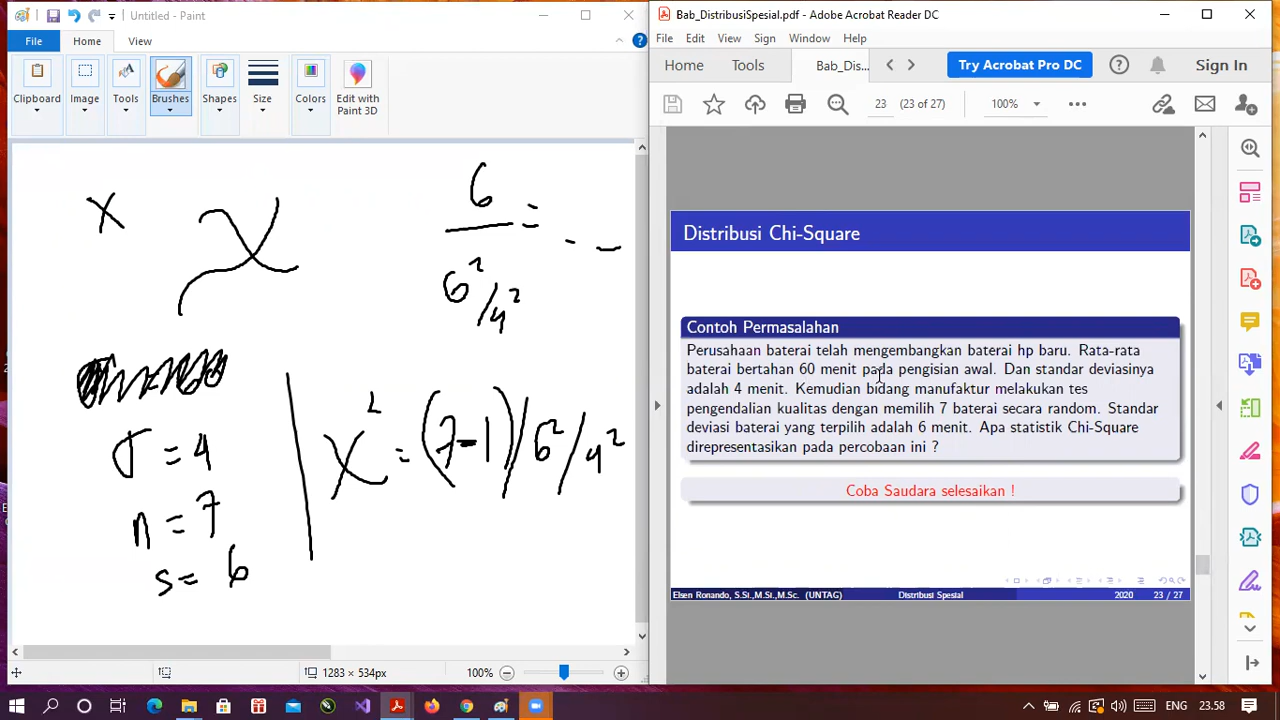 Untitled - Paint
File
Home
View
Clipboard
Image
Tools
Brushes
Shapes
Size
Colors
Edit with
Paint 3D
x
6
=
6²/4²
σ = 4
n = 7
s = 6
χ² = (7-1)/6²/4²
1283 × 534px
100%
Bab_DistribusiSpesial.pdf - Adobe Acrobat Reader DC
File Edit View Sign Window Help
Home
Tools
Bab_Dis...
Try Acrobat Pro DC
Sign In
23
(23 of 27)
100%
Distribusi Chi-Square
Contoh Permasalahan
Perusahaan baterai telah mengembangkan baterai hp baru. Rata-rata
baterai bertahan 60 menit pada pengisian awal. Dan standar deviasinya
adalah 4 menit. Kemudian bidang manufaktur melakukan tes
pengendalian kualitas dengan memilih 7 baterai secara random. Standar
deviasi baterai yang terpilih adalah 6 menit. Apa statistik Chi-Square
direpresentasikan pada percobaan ini ?
Coba Saudara selesaikan !
Elsen Ronando, S.Si.,M.Si.,M.Sc. (UNTAG)
Distribusi Spesial
2020
23 / 27
ENG
23.58